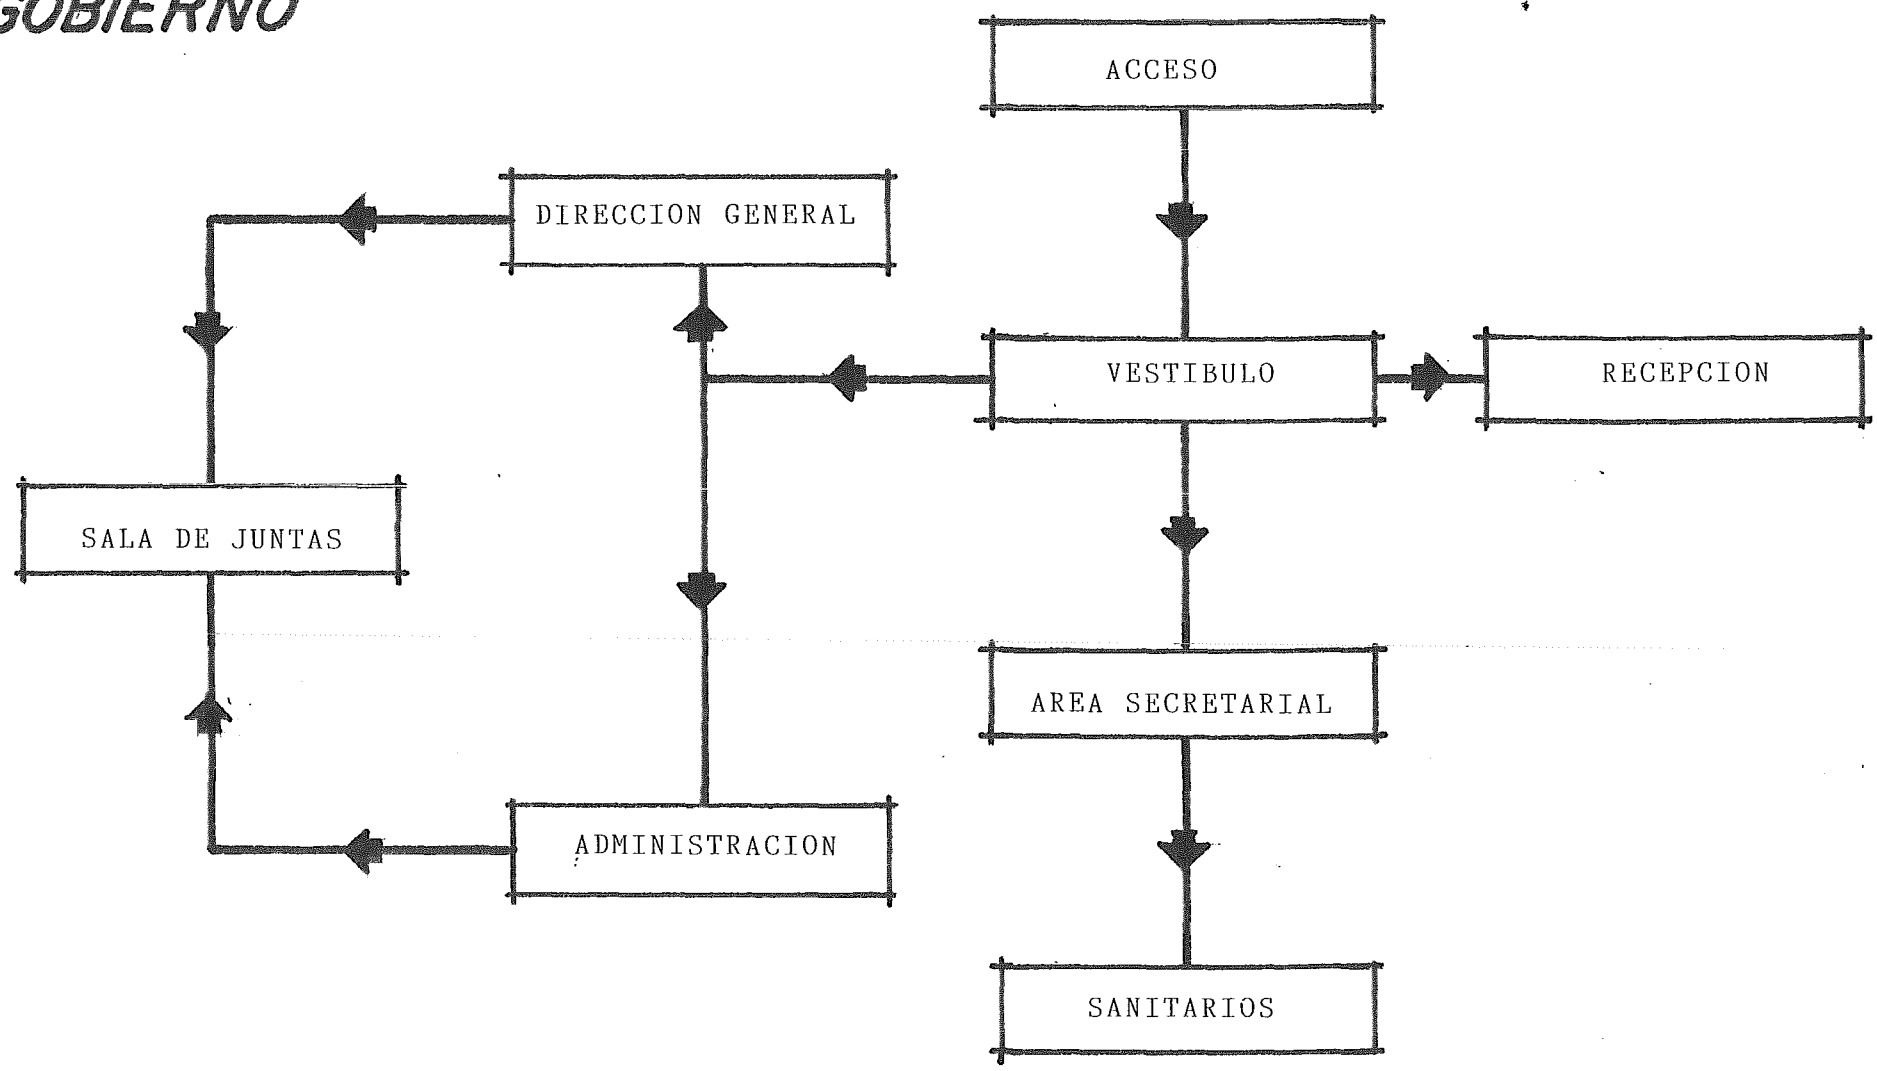 GOBIERNO
ACCESO
DIRECCION GENERAL
VESTIBULO
RECEPCION
SALA DE JUNTAS
AREA SECRETARIAL
ADMINISTRACION
SANITARIOS